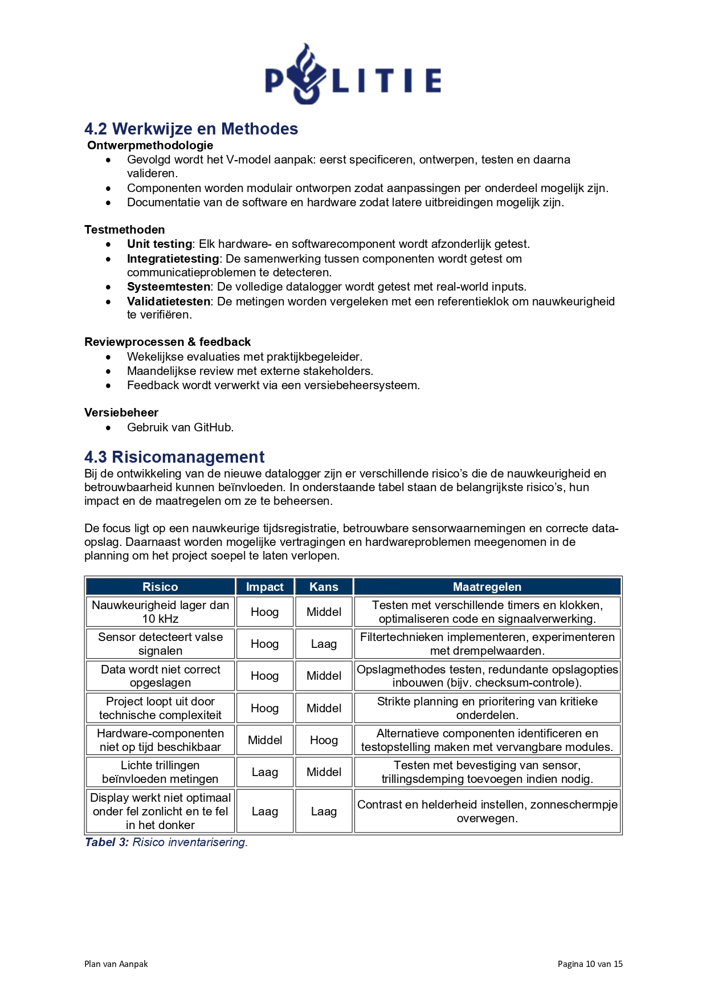 POLITIE
4.2 Werkwijze en Methodes
Ontwerpmethodologie
• Gevolgd wordt het V-model aanpak: eerst specificeren, ontwerpen, testen en daarna
valideren.
• Componenten worden modulair ontworpen zodat aanpassingen per onderdeel mogelijk zijn.
• Documentatie van de software en hardware zodat latere uitbreidingen mogelijk zijn.
Testmethoden
• Unit testing: Elk hardware- en softwarecomponent wordt afzonderlijk getest.
• Integratietesting: De samenwerking tussen componenten wordt getest om
communicatieproblemen te detecteren.
• Systeemtesten: De volledige datalogger wordt getest met real-world inputs.
• Validatietesten: De metingen worden vergeleken met een referentieklok om nauwkeurigheid
te verifiëren.
Reviewprocessen & feedback
• Wekelijkse evaluaties met praktijkbegeleider.
• Maandelijkse review met externe stakeholders.
• Feedback wordt verwerkt via een versiebeheersysteem.
Versiebeheer
• Gebruik van GitHub.
4.3 Risicomanagement
Bij de ontwikkeling van de nieuwe datalogger zijn er verschillende risico’s die de nauwkeurigheid en
betrouwbaarheid kunnen beïnvloeden. In onderstaande tabel staan de belangrijkste risico’s, hun
impact en de maatregelen om ze te beheersen.
De focus ligt op een nauwkeurige tijdsregistratie, betrouwbare sensorwaarnemingen en correcte data-
opslag. Daarnaast worden mogelijke vertragingen en hardwareproblemen meegenomen in de
planning om het project soepel te laten verlopen.
Risico Impact Kans Maatregelen
Nauwkeurigheid lager dan
10 kHz
Hoog
Middel
Testen met verschillende timers en klokken,
optimaliseren code en signaalverwerking.
Sensor detecteert valse
signalen
Hoog
Laag
Filtertechnieken implementeren, experimenteren
met drempelwaarden.
Data wordt niet correct
opgeslagen
Hoog
Middel
Opslagmethodes testen, redundante opslagopties
inbouwen (bijv. checksum-controle).
Project loopt uit door
technische complexiteit
Hoog
Middel
Strikte planning en prioritering van kritieke
onderdelen.
Hardware-componenten
niet op tijd beschikbaar
Middel
Hoog
Alternatieve componenten identificeren en
testopstelling maken met vervangbare modules.
Lichte trillingen
beïnvloeden metingen
Laag
Middel
Testen met bevestiging van sensor,
trillingsdemping toevoegen indien nodig.
Display werkt niet optimaal
onder fel zonlicht en te fel
in het donker
Laag
Laag
Contrast en helderheid instellen, zonneschermpje
overwegen.
Tabel 3: Risico inventarisering.
Plan van Aanpak Pagina 10 van 15